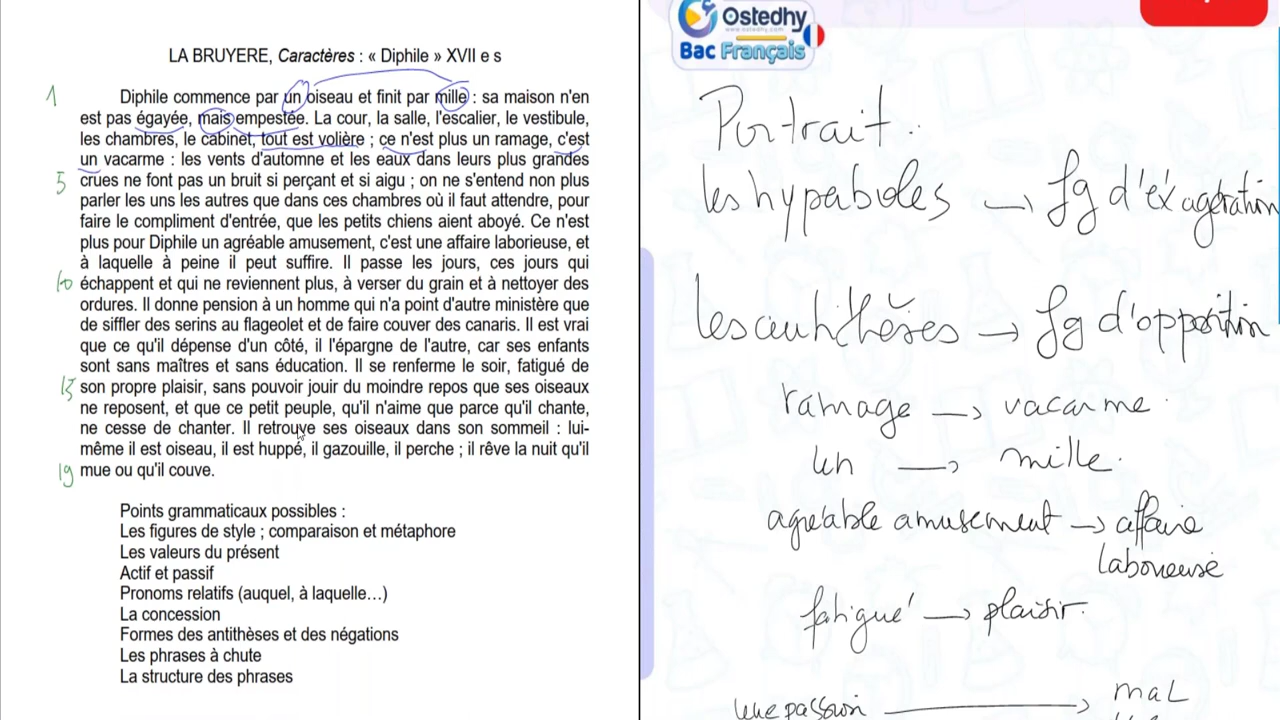 LA BRUYERE, Caractères : « Diphile » XVII e s
1 Diphile commence par un oiseau et finit par mille : sa maison n'en
est pas égayée, mais empestée. La cour, la salle, l'escalier, le vestibule,
les chambres, le cabinet, tout est volière ; ce n'est plus un ramage, c'est
un vacarme : les vents d'automne et les eaux dans leurs plus grandes
5 crues ne font pas un bruit si perçant et si aigu ; on ne s'entend non plus
parler les uns les autres que dans ces chambres où il faut attendre, pour
faire le compliment d'entrée, que les petits chiens aient aboyé. Ce n'est
plus pour Diphile un agréable amusement, c'est une affaire laborieuse, et
à laquelle à peine il peut suffire. Il passe les jours, ces jours qui
10 échappent et qui ne reviennent plus, à verser du grain et à nettoyer des
ordures. Il donne pension à un homme qui n'a point d'autre ministère que
de siffler des serins au flageolet et de faire couver des canaris. Il est vrai
que ce qu'il dépense d'un côté, il l'épargne de l'autre, car ses enfants
sont sans maîtres et sans éducation. Il se renferme le soir, fatigué de
15 son propre plaisir, sans pouvoir jouir du moindre repos que ses oiseaux
ne reposent, et que ce petit peuple, qu'il n'aime que parce qu'il chante,
ne cesse de chanter. Il retrouve ses oiseaux dans son sommeil : lui-
même il est oiseau, il est huppé, il gazouille, il perche ; il rêve la nuit qu'il
19 mue ou qu'il couve.
Points grammaticaux possibles :
Les figures de style ; comparaison et métaphore
Les valeurs du présent
Actif et passif
Pronoms relatifs (auquel, à laquelle…)
La concession
Formes des antithèses et des négations
Les phrases à chute
La structure des phrases
Ostedhy
www.ostedhy.com
Bac Français
Portrait.
les hyperboles → fg d'exagération
les antithèses → fg d'opposition
ramage → vacarme.
un → mille.
agréable amusement → affaire
laborieuse
fatigué → plaisir.
une passion → mal